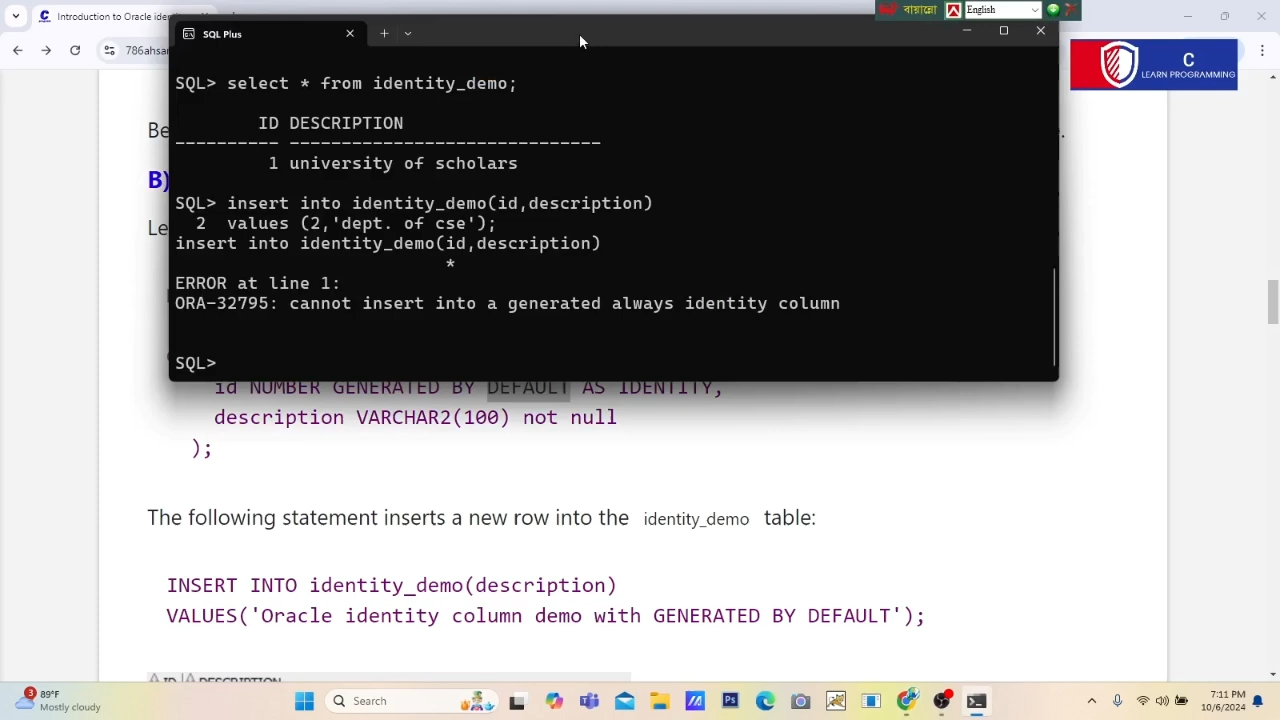 Introduction to Oracle identity
বায়ান্নো
English
SQL Plus
786ahsan
C
LEARN PROGRAMMING
SQL> select * from identity_demo;
ID DESCRIPTION
---------- ------------------------------
1 university of scholars
SQL> insert into identity_demo(id,description)
2 values (2,'dept. of cse');
insert into identity_demo(id,description)
*
ERROR at line 1:
ORA-32795: cannot insert into a generated always identity column
SQL>
Be
B)
Le
id NUMBER GENERATED BY DEFAULT AS IDENTITY,
description VARCHAR2(100) not null
);
The following statement inserts a new row into the identity_demo table:
INSERT INTO identity_demo(description)
VALUES('Oracle identity column demo with GENERATED BY DEFAULT');
ID DESCRIPTION
3
89°F
Mostly cloudy
Search
7:11 PM
10/6/2024